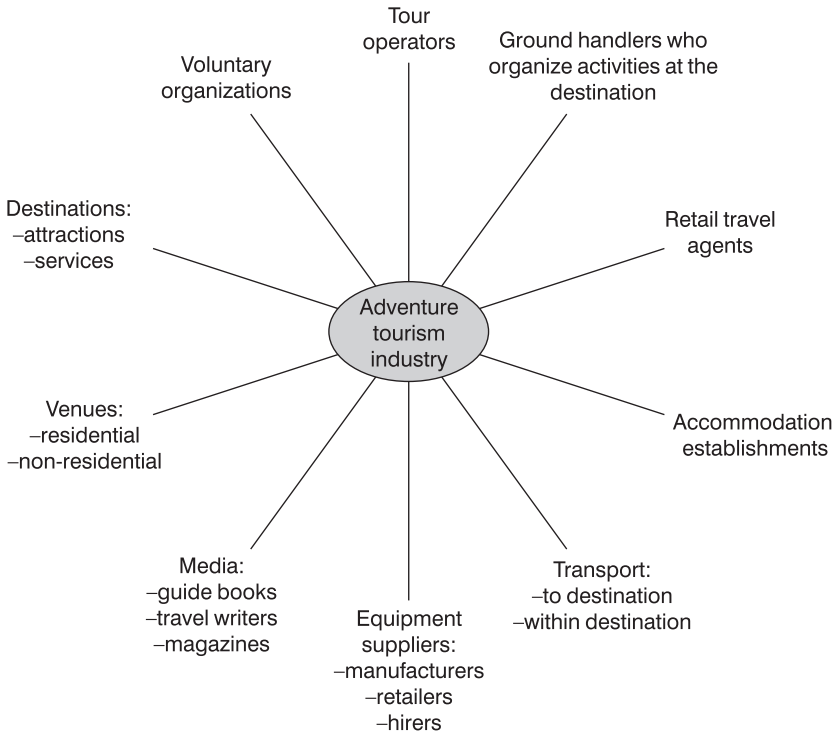 Tour
operators
Ground handlers who
organize activities at the
destination
Voluntary
organizations
Destinations:
–attractions
–services
Retail travel
agents
Adventure
tourism
industry
Venues:
–residential
–non-residential
Accommodation
establishments
Media:
–guide books
–travel writers
–magazines
Transport:
–to destination
–within destination
Equipment
suppliers:
–manufacturers
–retailers
–hirers